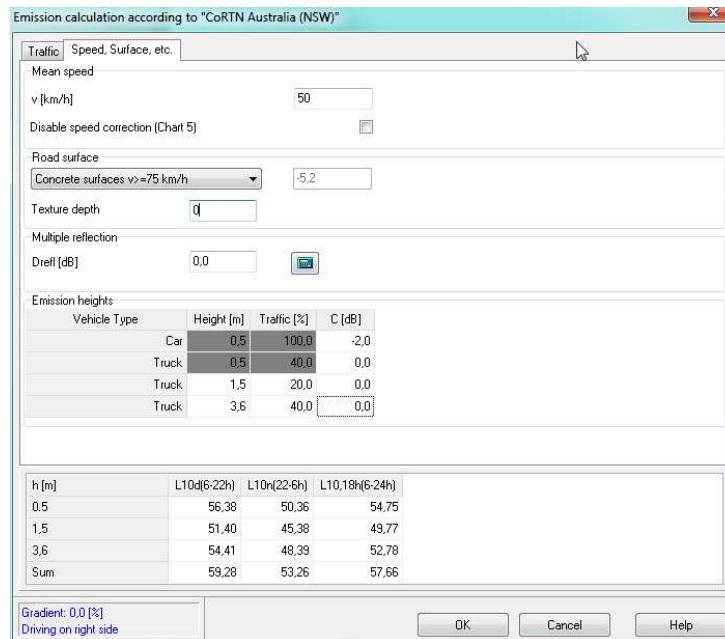 Emission calculation according to "CoRTN Australia (NSW)"
Traffic Speed, Surface, etc.
Mean speed
v [km/h] 50
Disable speed correction (Chart 5)
Road surface
Concrete surfaces v>=75 km/h -5,2
Texture depth 0
Multiple reflection
Drefl [dB] 0,0
Emission heights
Vehicle Type Height [m] Traffic [%] C [dB]
Car 0,5 100,0 -2,0
Truck 0,5 40,0 0,0
Truck 1,5 20,0 0,0
Truck 3,6 40,0 0,0
h [m] L10d(6-22h) L10n(22-6h) L10,18h(6-24h)
0.5 56,38 50,36 54,75
1,5 51,40 45,38 49,77
3,6 54,41 48,39 52,78
Sum 59,28 53,26 57,66
Gradient: 0,0 [%]
Driving on right side
OK Cancel Help